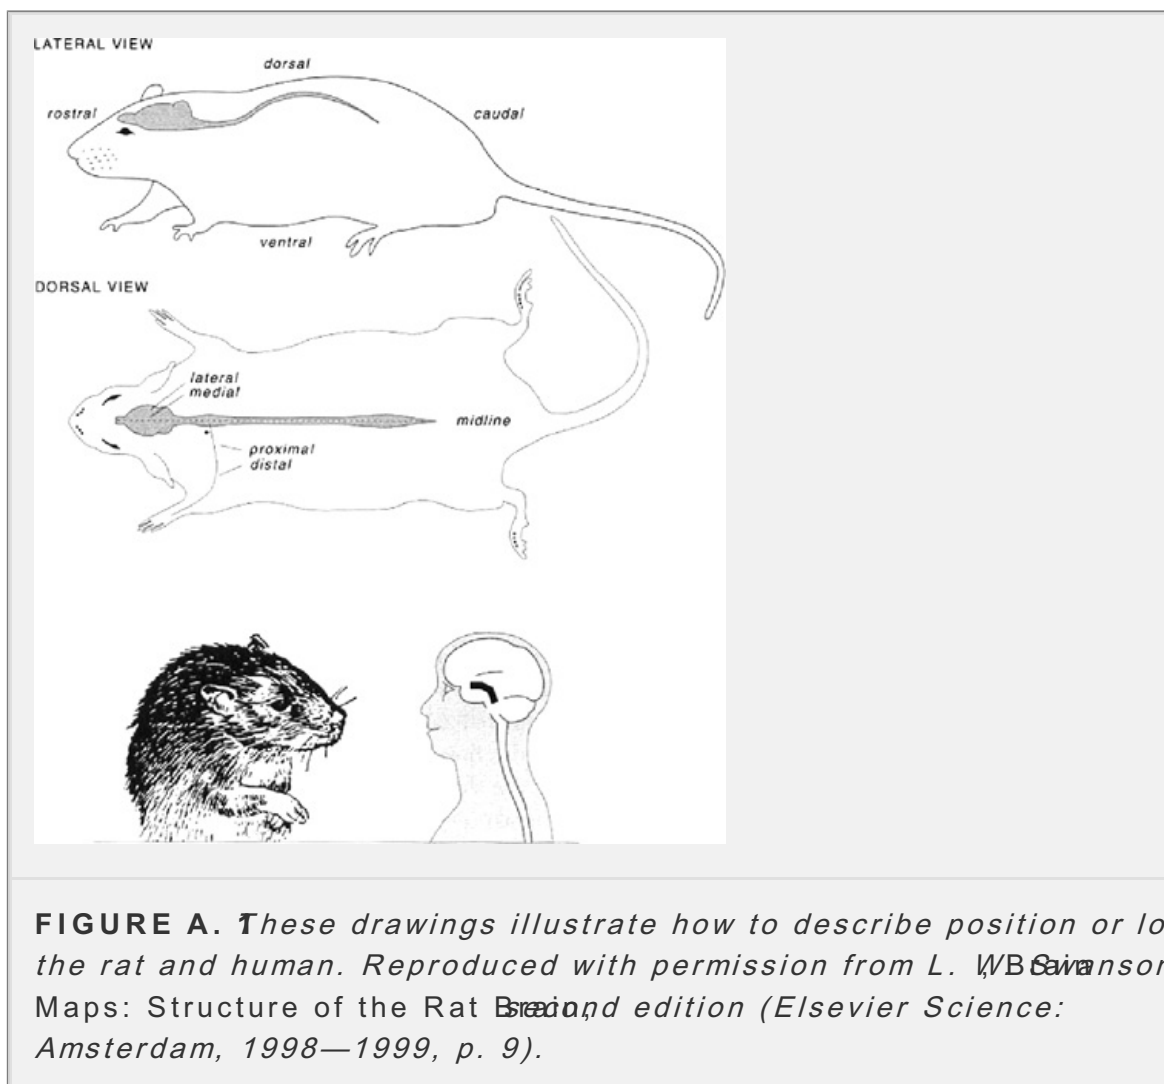 LATERAL VIEW
dorsal
rostral
caudal
ventral
DORSAL VIEW
lateral
medial
midline
proximal
distal
FIGURE A. 1 These drawings illustrate how to describe position or lo
the rat and human. Reproduced with permission from L. W. Swanson, Brain
Maps: Structure of the Rat Brain, second edition (Elsevier Science:
Amsterdam, 1998—1999, p. 9).